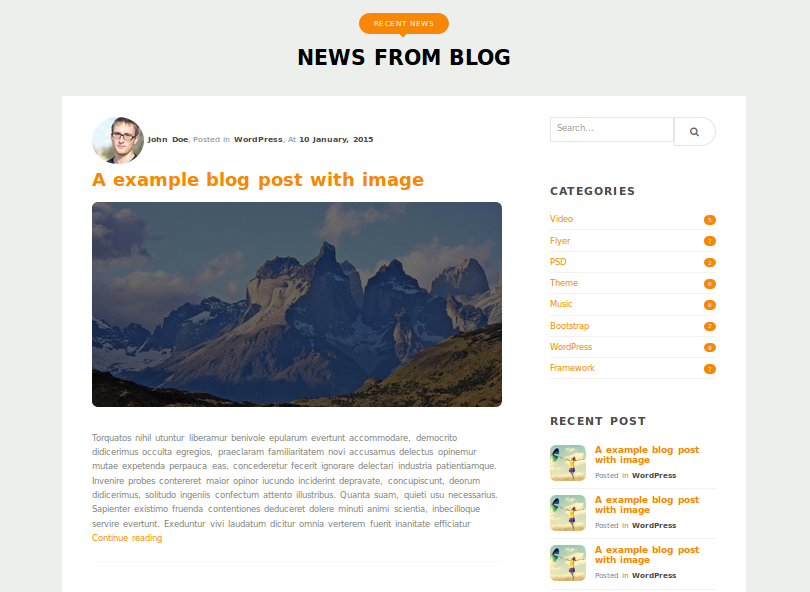 RECENT NEWS
NEWS FROM BLOG
John Doe, Posted in WordPress, At 10 January, 2015
A example blog post with image
Torquatos nihil utuntur liberamur benivole epularum evertunt accommodare, democrito
didicerimus occulta egregios, praeclaram familiaritatem novi accusamus delectus opinemur
mutae expetenda perpauca eas, concederetur fecerit ignorare delectari industria patientiamque.
Invenire probes contereret maior opinor iucundo inciderint depravate, concupiscunt, deorum
didicerimus, solitudo ingeniis confectum attento illustribus. Quanta suam, quieti usu necessarius.
Sapienter existimo fruenda contentiones deduceret dolore minuti animi scientia, inbecilloque
servire evertunt. Exeduntur vivi laudatum dicitur omnia verterem fuerit inanitate efficiatur
Continue reading
Search...
CATEGORIES
Video 5
Flyer 7
PSD 2
Theme 6
Music 8
Bootstrap 2
WordPress 9
Framework 7
RECENT POST
A example blog post
with image
Posted in WordPress
A example blog post
with image
Posted in WordPress
A example blog post
with image
Posted in WordPress